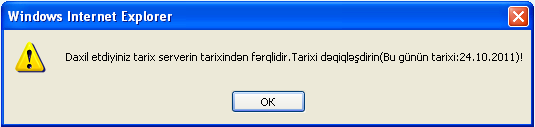 Windows Internet Explorer
Daxil etdiyiniz tarix serverin tarixindən fərqlidir.Tarixi dəqiqləşdirin(Bu günün tarixi:24.10.2011)!
OK